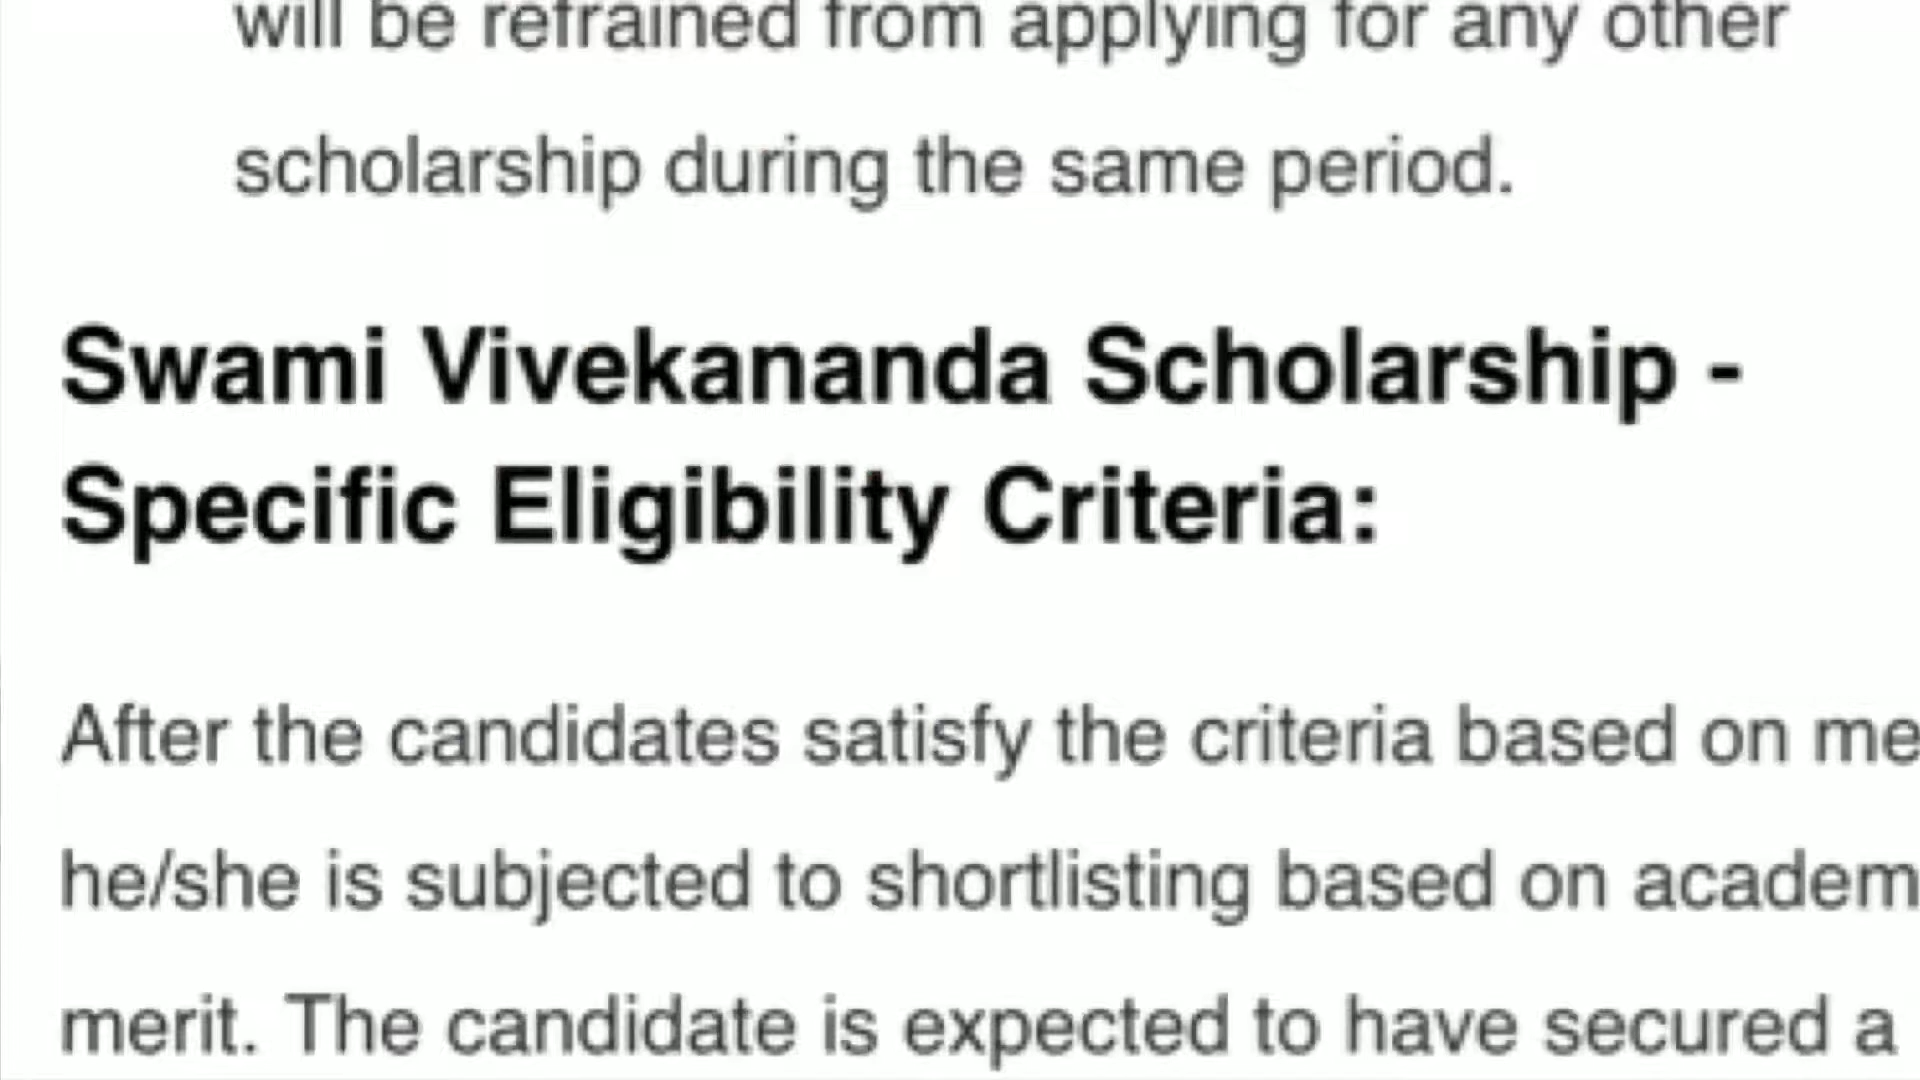 will be refrained from applying for any other
scholarship during the same period.
Swami Vivekananda Scholarship -
Specific Eligibility Criteria:
After the candidates satisfy the criteria based on me
he/she is subjected to shortlisting based on academ
merit. The candidate is expected to have secured a